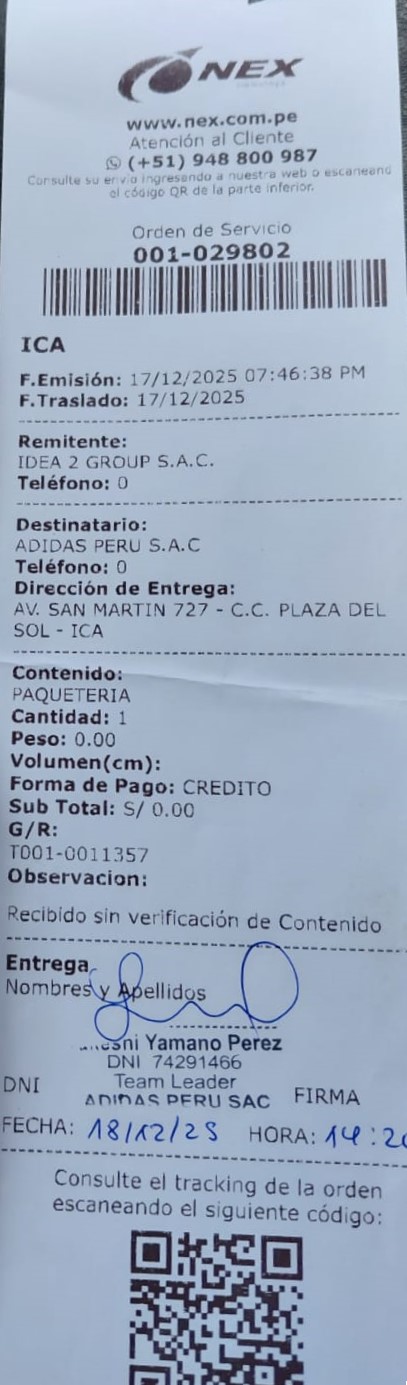 NEX
www.nex.com.pe
Atención al Cliente
(+51) 948 800 987
Consulte su envío ingresando a nuestra web o escaneand
el código QR de la parte inferior.
Orden de Servicio
001-029802
ICA
F.Emisión: 17/12/2025 07:46:38 PM
F.Traslado: 17/12/2025
Remitente:
IDEA 2 GROUP S.A.C.
Teléfono: 0
Destinatario:
ADIDAS PERU S.A.C
Teléfono: 0
Dirección de Entrega:
AV. SAN MARTIN 727 - C.C. PLAZA DEL
SOL - ICA
Contenido:
PAQUETERIA
Cantidad: 1
Peso: 0.00
Volumen(cm):
Forma de Pago: CREDITO
Sub Total: S/ 0.00
G/R:
T001-0011357
Observacion:
Recibido sin verificación de Contenido
Entrega
Nombres y Apellidos
Yamano Perez
DNI 74291466
Team Leader
DNI ADIDAS PERU SAC FIRMA
FECHA: 18/12/25 HORA: 14:20
Consulte el tracking de la orden
escaneando el siguiente código: